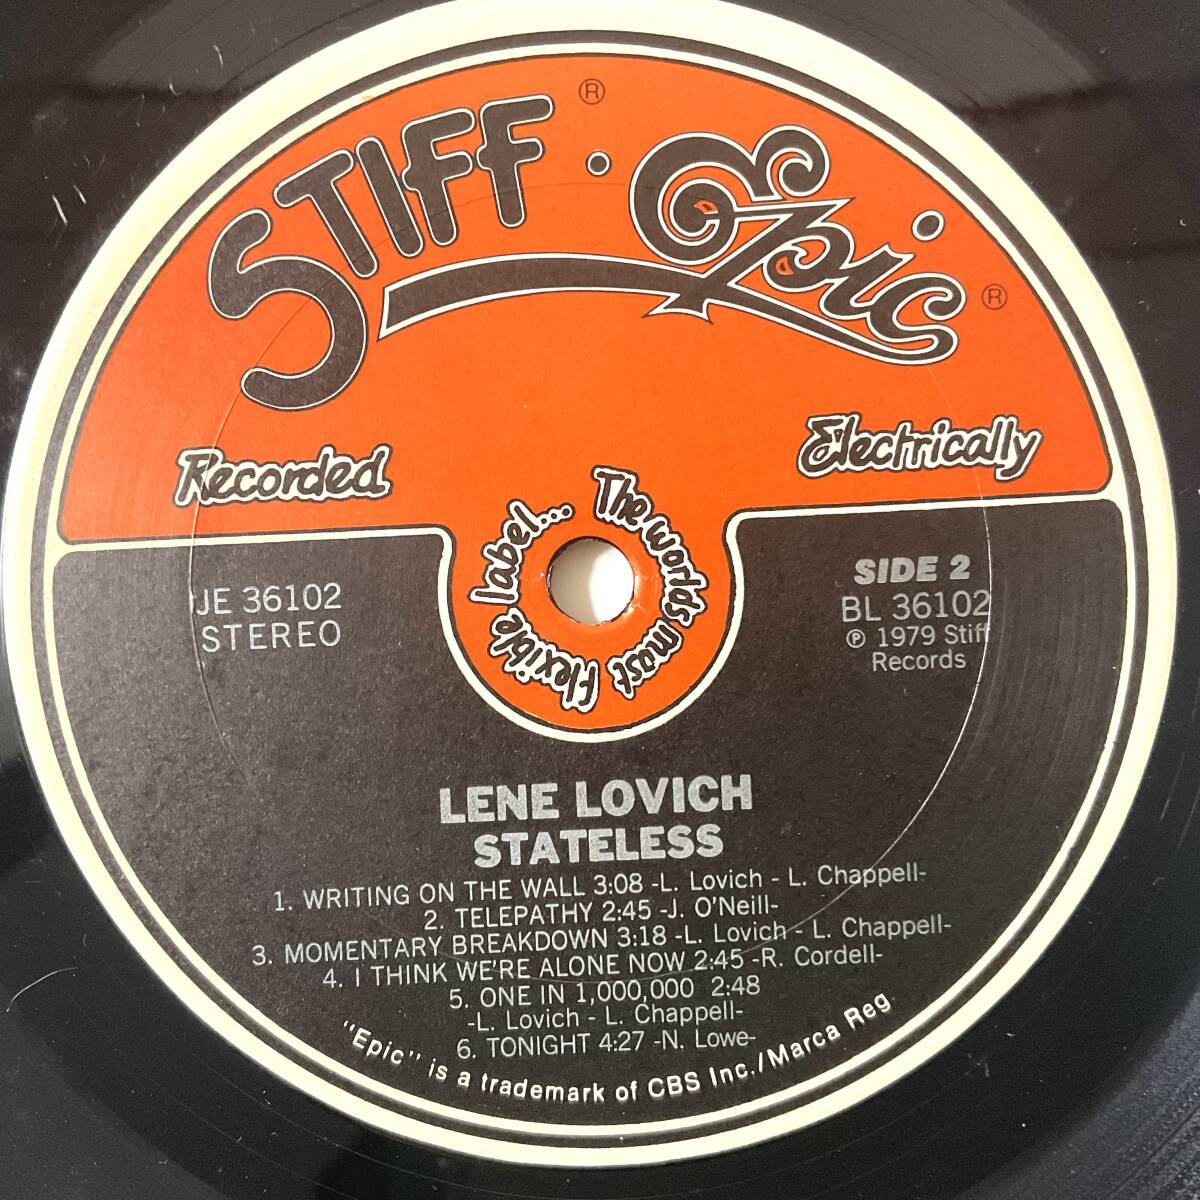 STIFF ® · Epic ®
Recorded
Electrically
The worlds most flexible label...
JE 36102
STEREO
SIDE 2
BL 36102
℗ 1979 Stiff
Records
LENE LOVICH
STATELESS
1. WRITING ON THE WALL 3:08 -L. Lovich - L. Chappell-
2. TELEPATHY 2:45 -J. O'Neill-
3. MOMENTARY BREAKDOWN 3:18 -L. Lovich - L. Chappell-
4. I THINK WE'RE ALONE NOW 2:45 -R. Cordell-
5. ONE IN 1,000,000 2:48
-L. Lovich - L. Chappell-
6. TONIGHT 4:27 -N. Lowe-
"Epic" is a trademark of CBS Inc./Marca Reg.